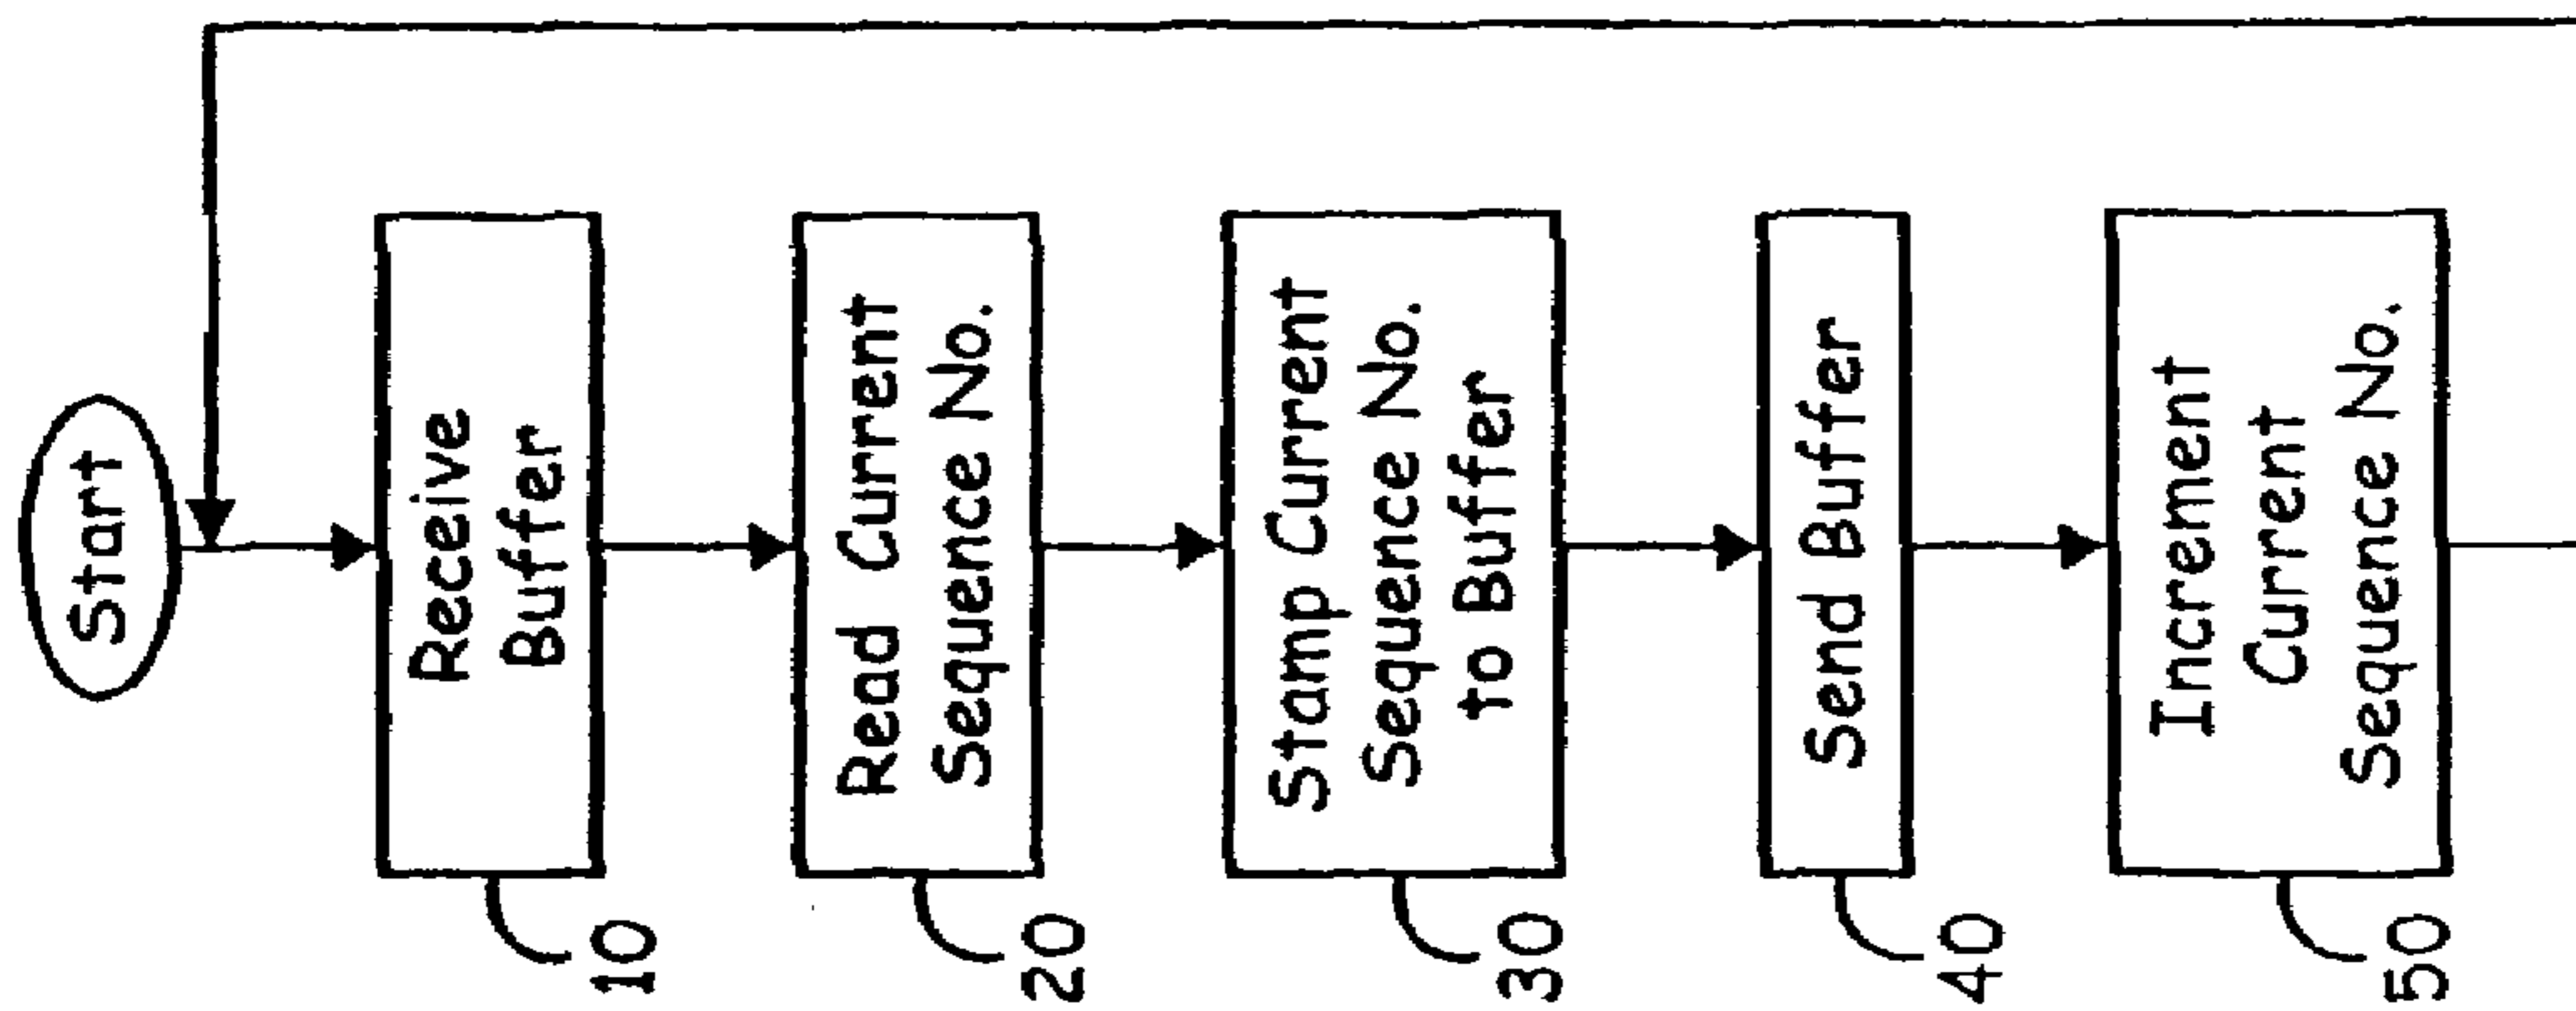 Start
Receive
Buffer
10
Read Current
Sequence No.
20
Stamp Current
Sequence No.
to Buffer
30
Send Buffer
40
Increment
Current
Sequence No.
50